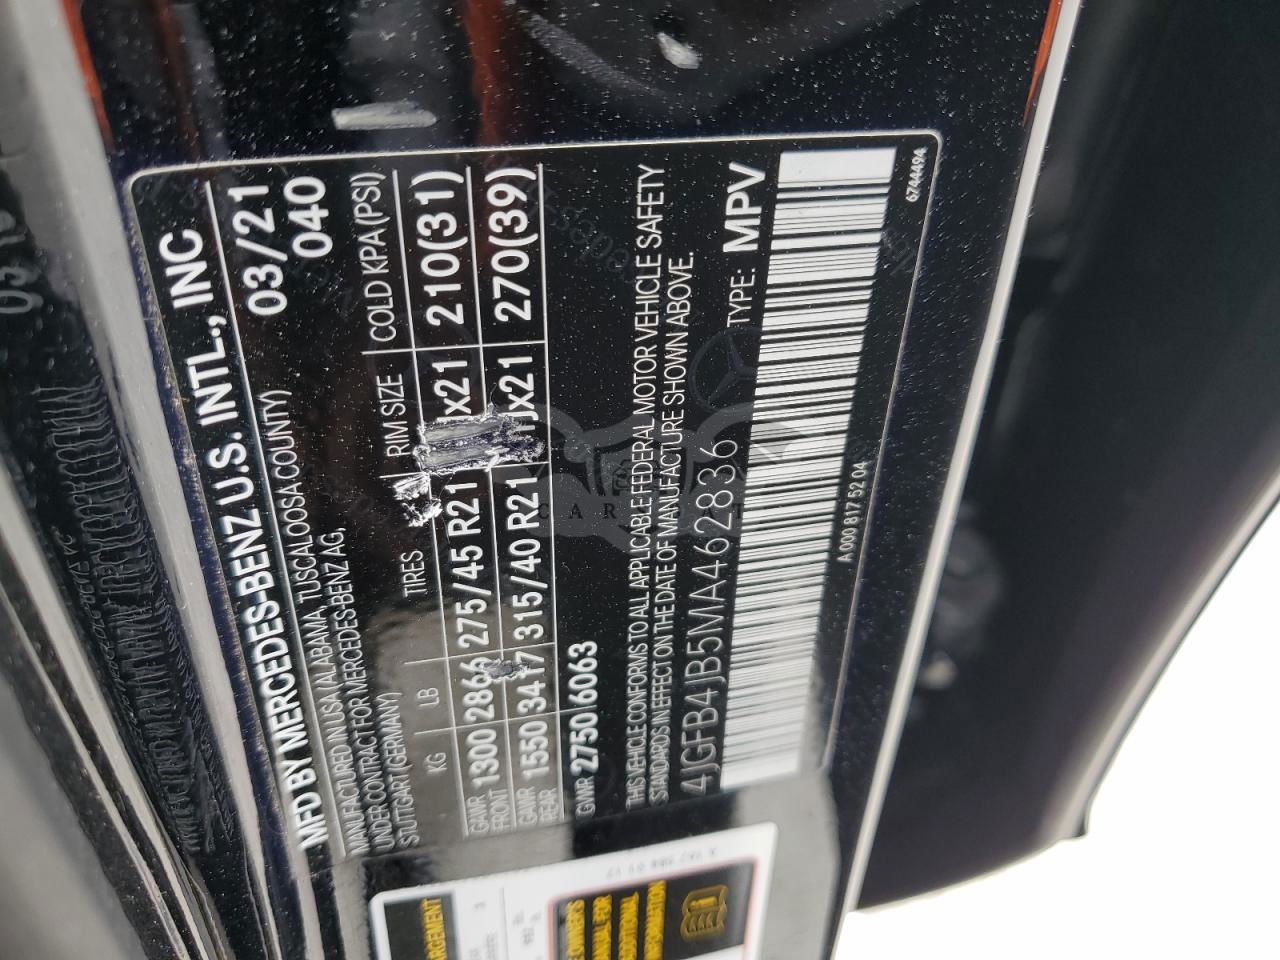 MFD BY MERCEDES-BENZ U.S. INTL., INC
MANUFACTURED IN USA (ALABAMA, TUSCALOOSA COUNTY) 03/21
UNDER CONTRACT FOR MERCEDES-BENZ AG, 040
STUTTGART (GERMANY)
KG LB TIRES RIM SIZE COLD KPA (PSI)
GAWR FRONT 1300 2866 275/45 R21 x21 210(31)
GAWR REAR 1550 3417 315/40 R21 Jx21 270(39)
GVWR 2750 6063
THIS VEHICLE CONFORMS TO ALL APPLICABLE FEDERAL MOTOR VEHICLE SAFETY
STANDARDS IN EFFECT ON THE DATE OF MANUFACTURE SHOWN ABOVE.
4JGFB4JB5MA462836 TYPE: MPV
A 000 817 52 04
6744494
INFORMATION